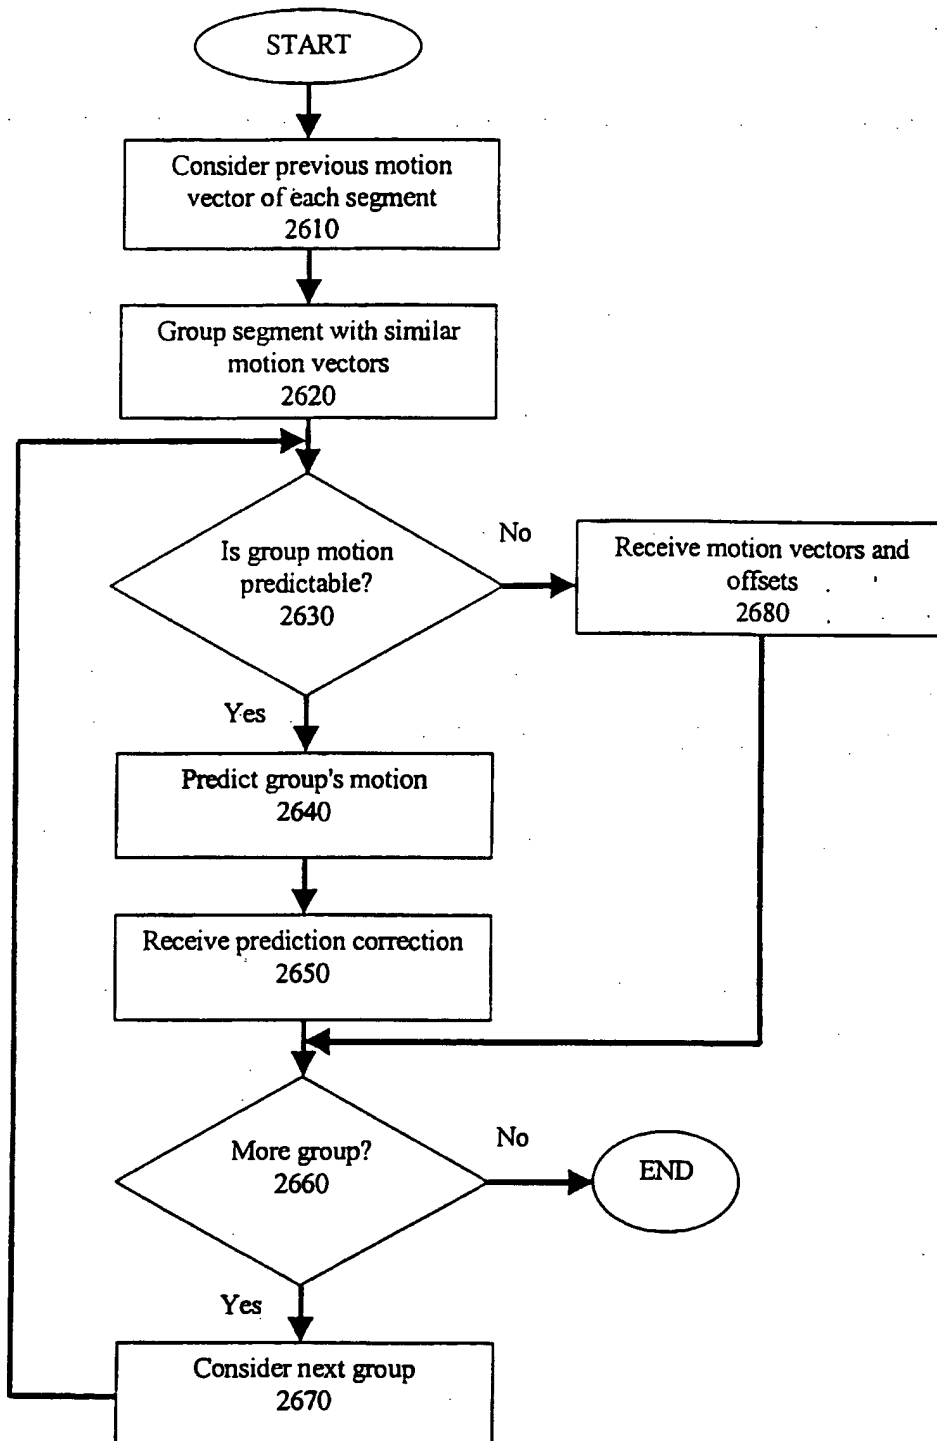 START
Consider previous motion
vector of each segment
2610
Group segment with similar
motion vectors
2620
Is group motion
predictable?
2630
No
Receive motion vectors and
offsets
2680
Yes
Predict group's motion
2640
Receive prediction correction
2650
More group?
2660
No
END
Yes
Consider next group
2670